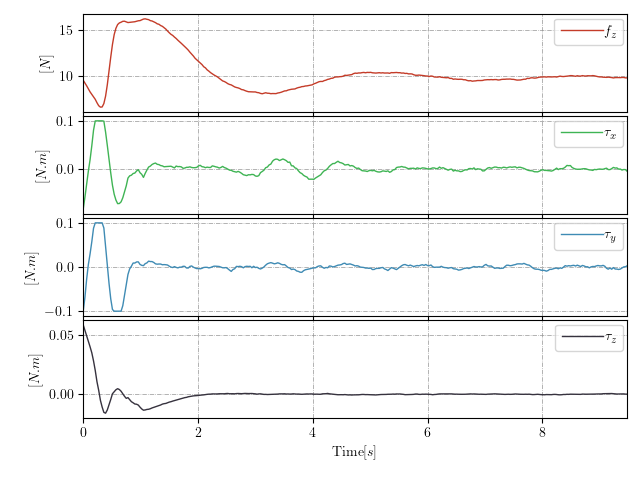 15
10
[N]
f_z
0.1
0.0
[N.m]
τ_x
0.1
0.0
−0.1
[N.m]
τ_y
0.05
0.00
[N.m]
τ_z
0 2 4 6 8
Time[s]